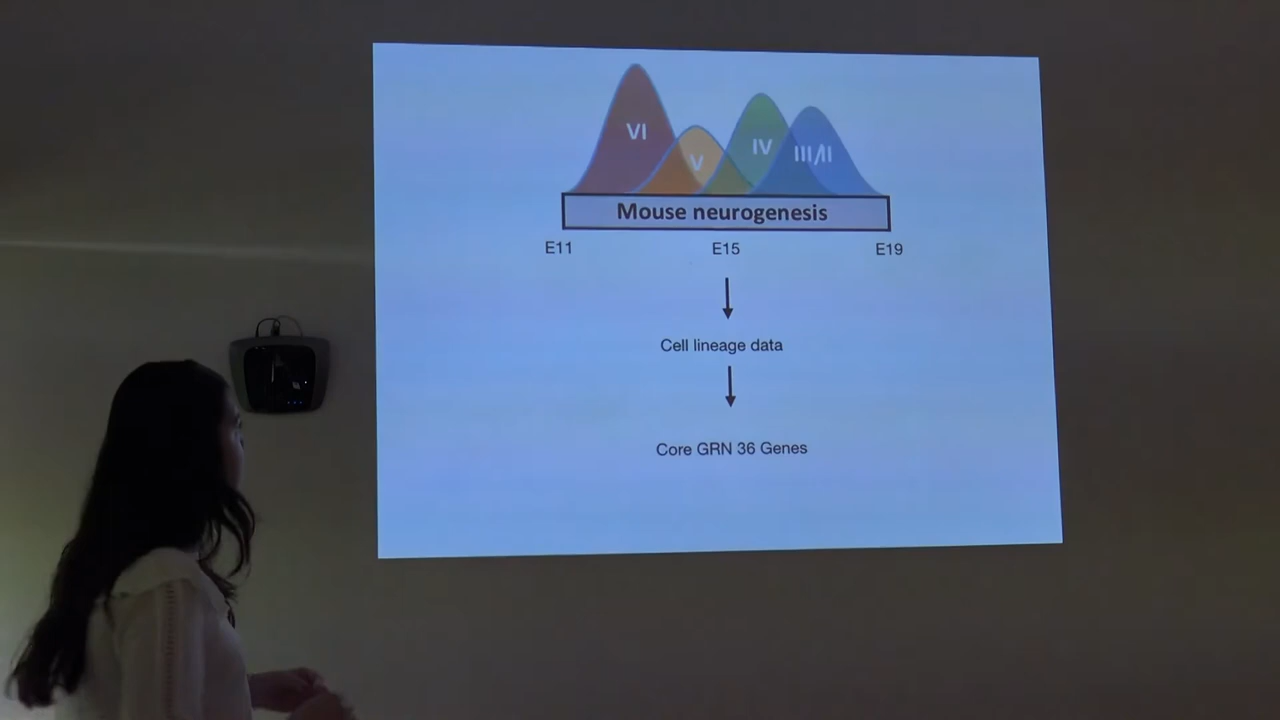 VI
V
IV
III/II
Mouse neurogenesis
E11 E15 E19
Cell lineage data
Core GRN 36 Genes